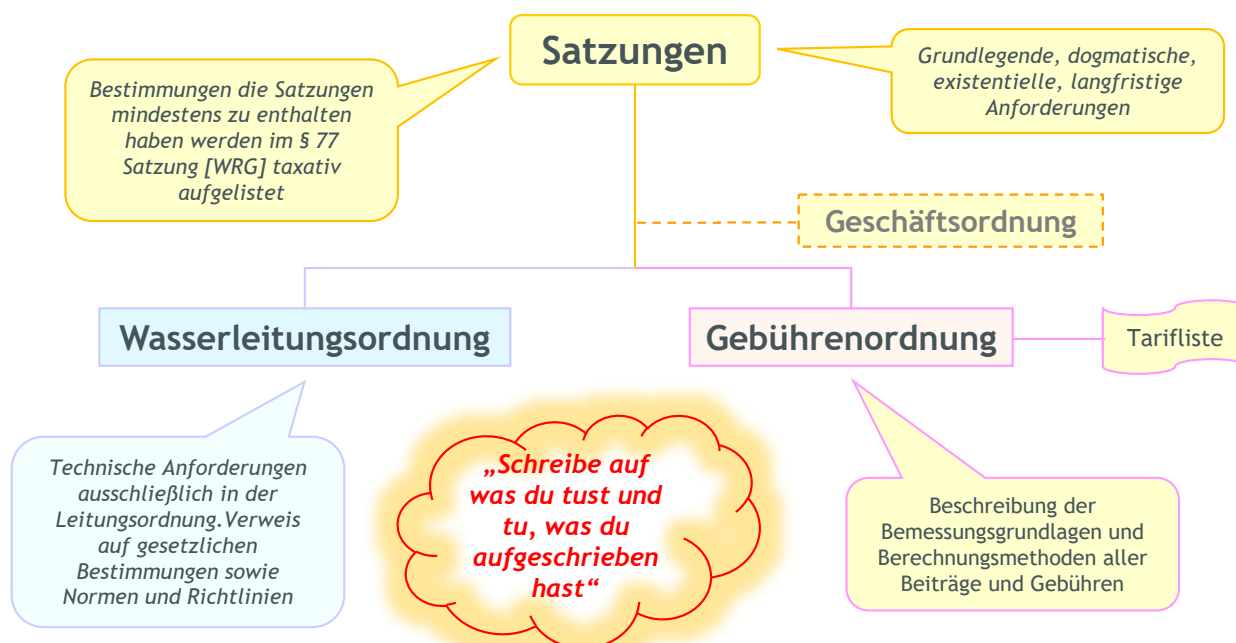 Satzungen
Bestimmungen die Satzungen
mindestens zu enthalten
haben werden im § 77
Satzung [WRG] taxativ
aufgelistet
Grundlegende, dogmatische,
existentielle, langfristige
Anforderungen
Geschäftsordnung
Wasserleitungsordnung
Gebührenordnung
Tarifliste
Technische Anforderungen
ausschließlich in der
Leitungsordnung.Verweis
auf gesetzlichen
Bestimmungen sowie
Normen und Richtlinien
„Schreibe auf
was du tust und
tu, was du
aufgeschrieben
hast“
Beschreibung der
Bemessungsgrundlagen und
Berechnungsmethoden aller
Beiträge und Gebühren